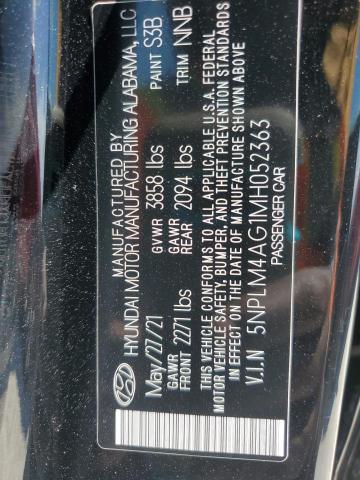 MANUFACTURED BY
HYUNDAI MOTOR MANUFACTURING ALABAMA, LLC
May/27/21 GVWR 3858 lbs PAINT S3B
GAWR FRONT 2271 lbs GAWR REAR 2094 lbs TRIM NNB
THIS VEHICLE CONFORMS TO ALL APPLICABLE U.S.A. FEDERAL
MOTOR VEHICLE SAFETY, BUMPER, AND THEFT PREVENTION STANDARDS
IN EFFECT ON THE DATE OF MANUFACTURE SHOWN ABOVE
V.I.N 5NPLM4AG1MH052363
PASSENGER CAR